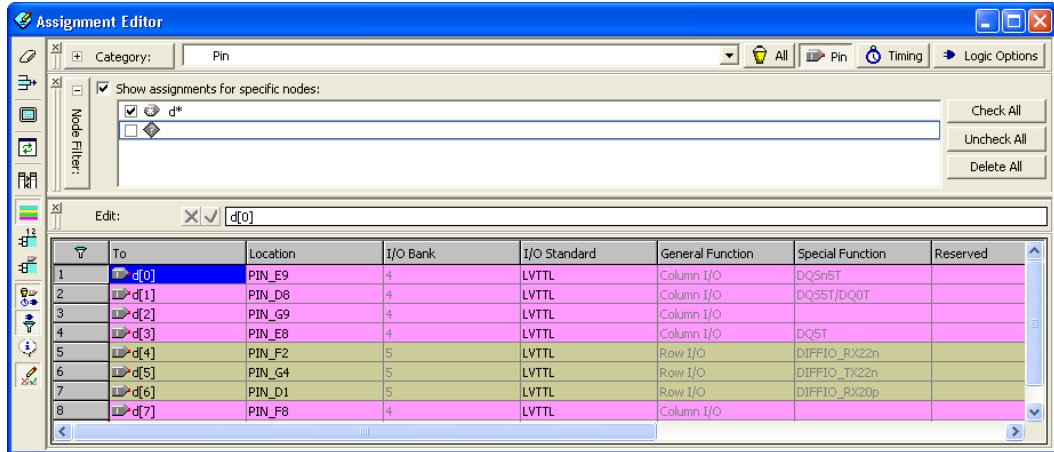 Assignment Editor
Category: Pin All Pin Timing Logic Options
Show assignments for specific nodes:
Node Filter:
d*
Check All
Uncheck All
Delete All
Edit: d[0]
To Location I/O Bank I/O Standard General Function Special Function Reserved
1 d[0] PIN_E9 4 LVTTL Column I/O DQSn5T
2 d[1] PIN_D8 4 LVTTL Column I/O DQS5T/DQ0T
3 d[2] PIN_G9 4 LVTTL Column I/O
4 d[3] PIN_E8 4 LVTTL Column I/O DQ5T
5 d[4] PIN_F2 5 LVTTL Row I/O DIFFIO_RX22n
6 d[5] PIN_G4 5 LVTTL Row I/O DIFFIO_TX22n
7 d[6] PIN_D1 5 LVTTL Row I/O DIFFIO_RX20p
8 d[7] PIN_F8 4 LVTTL Column I/O